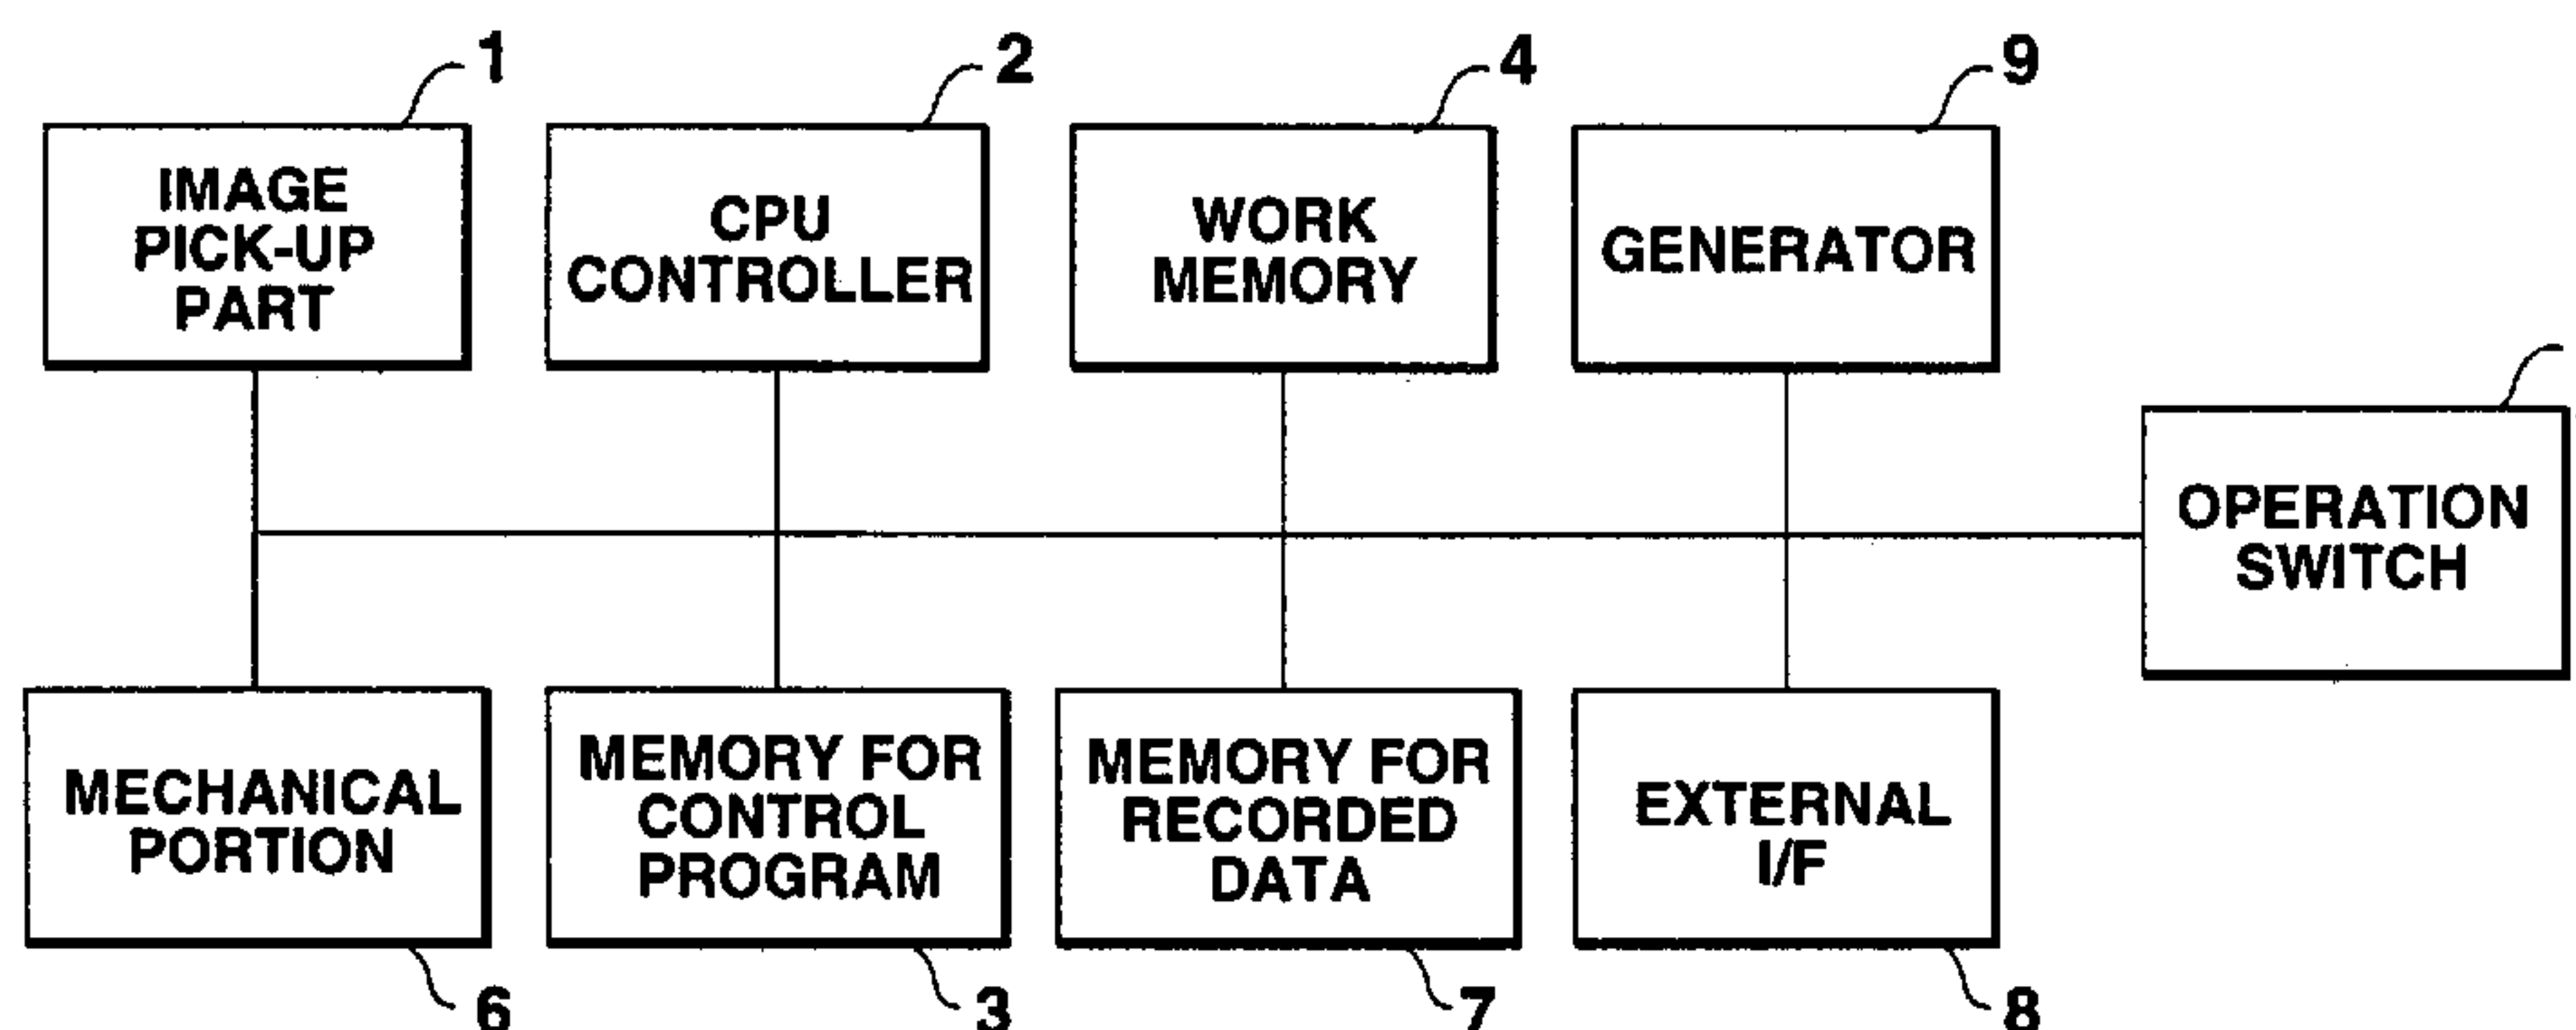 1
2
4
9
IMAGE
PICK-UP
PART
CPU
CONTROLLER
WORK
MEMORY
GENERATOR
OPERATION
SWITCH
MECHANICAL
PORTION
MEMORY FOR
CONTROL
PROGRAM
MEMORY FOR
RECORDED
DATA
EXTERNAL
I/F
6
3
7
8